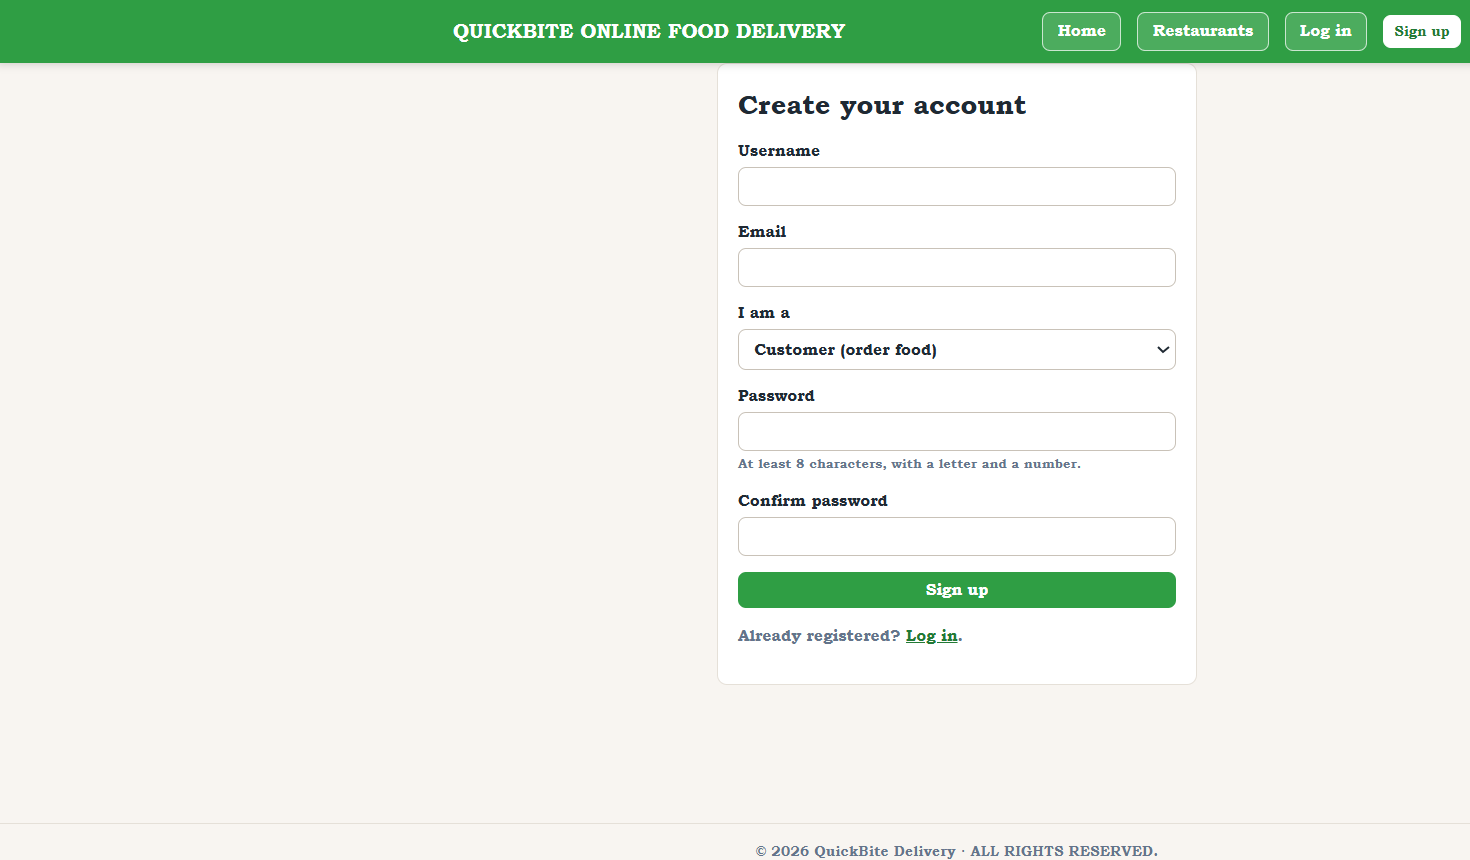 QUICKBITE ONLINE FOOD DELIVERY
Home
Restaurants
Log in
Sign up
Create your account
Username
Email
I am a
Customer (order food)
Password
At least 8 characters, with a letter and a number.
Confirm password
Sign up
Already registered? Log in.
© 2026 QuickBite Delivery · ALL RIGHTS RESERVED.